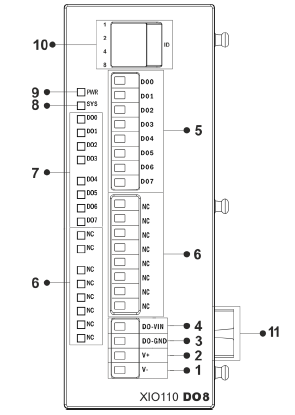 1
2
4
8
ID
10
9 PWR
8 SYS
DO0
DO1
DO2
DO3
DO4
DO5
DO6
DO7
7
NC
NC
NC
NC
NC
NC
NC
NC
6
DO0
DO1
DO2
DO3
DO4
DO5
DO6
DO7
5
NC
NC
NC
NC
NC
NC
NC
NC
6
DO-VIN 4
DO-GND 3
V+ 2
V- 1
11
XIO110 DO8